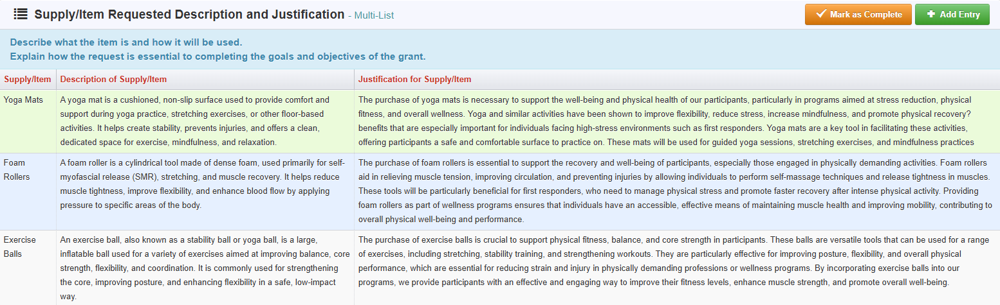 Supply/Item Requested Description and Justification - Multi-List
Mark as Complete
Add Entry
Describe what the item is and how it will be used.
Explain how the request is essential to completing the goals and objectives of the grant.
Supply/Item
Description of Supply/Item
Justification for Supply/Item
Yoga Mats
A yoga mat is a cushioned, non-slip surface used to provide comfort and
support during yoga practice, stretching exercises, or other floor-based
activities. It helps create stability, prevents injuries, and offers a clean,
dedicated space for exercise, mindfulness, and relaxation.
The purchase of yoga mats is necessary to support the well-being and physical health of our participants, particularly in programs aimed at stress reduction, physical
fitness, and overall wellness. Yoga and similar activities have been shown to improve flexibility, reduce stress, increase mindfulness, and promote physical recovery?
benefits that are especially important for individuals facing high-stress environments such as first responders. Yoga mats are a key tool in facilitating these activities,
offering participants a safe and comfortable surface to practice on. These mats will be used for guided yoga sessions, stretching exercises, and mindfulness practices
Foam
Rollers
A foam roller is a cylindrical tool made of dense foam, used primarily for self-
myofascial release (SMR), stretching, and muscle recovery. It helps reduce
muscle tightness, improve flexibility, and enhance blood flow by applying
pressure to specific areas of the body.
The purchase of foam rollers is essential to support the recovery and well-being of participants, especially those engaged in physically demanding activities. Foam rollers
aid in relieving muscle tension, improving circulation, and preventing injuries by allowing individuals to perform self-massage techniques and release tightness in muscles.
These tools will be particularly beneficial for first responders, who need to manage physical stress and promote faster recovery after intense physical activity. Providing
foam rollers as part of wellness programs ensures that individuals have an accessible, effective means of maintaining muscle health and improving mobility, contributing to
overall physical well-being and performance.
Exercise
Balls
An exercise ball, also known as a stability ball or yoga ball, is a large,
inflatable ball used for a variety of exercises aimed at improving balance, core
strength, flexibility, and coordination. It is commonly used for strengthening
the core, improving posture, and enhancing flexibility in a safe, low-impact
way.
The purchase of exercise balls is crucial to support physical fitness, balance, and core strength in participants. These balls are versatile tools that can be used for a range
of exercises, including stretching, stability training, and strengthening workouts. They are particularly effective for improving posture, flexibility, and overall physical
performance, which are essential for reducing strain and injury in physically demanding professions or wellness programs. By incorporating exercise balls into our
programs, we provide participants with an effective and engaging way to improve their fitness levels, enhance muscle strength, and promote overall well-being.